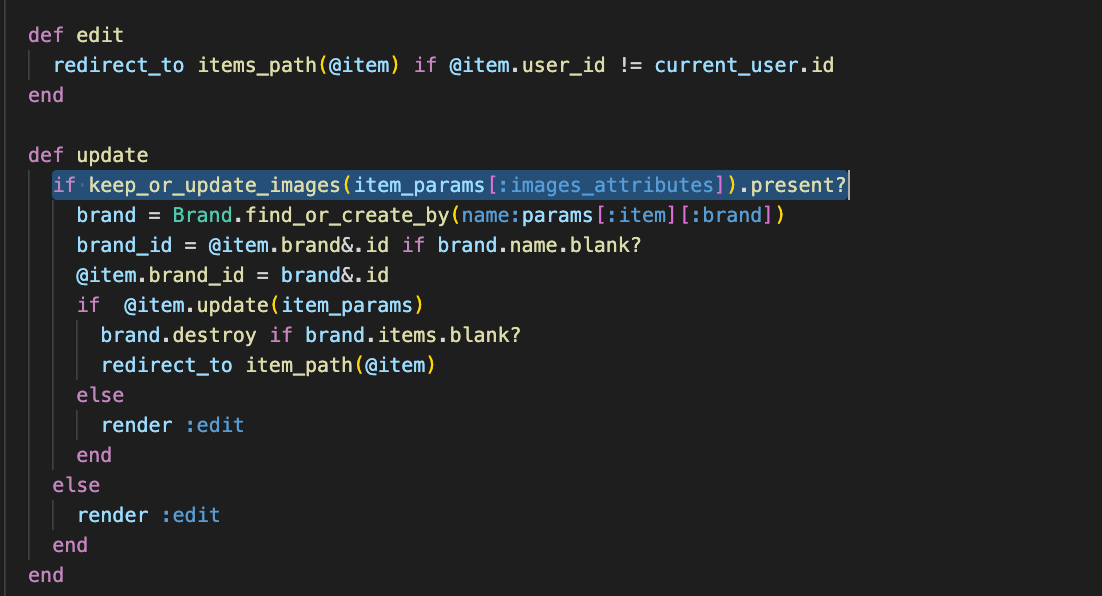 def edit
  redirect_to items_path(@item) if @item.user_id != current_user.id
end

def update
  if keep_or_update_images(item_params[:images_attributes]).present?
    brand = Brand.find_or_create_by(name:params[:item][:brand])
    brand_id = @item.brand&.id if brand.name.blank?
    @item.brand_id = brand&.id
    if  @item.update(item_params)
      brand.destroy if brand.items.blank?
      redirect_to item_path(@item)
    else
      render :edit
    end
  else
    render :edit
  end
end